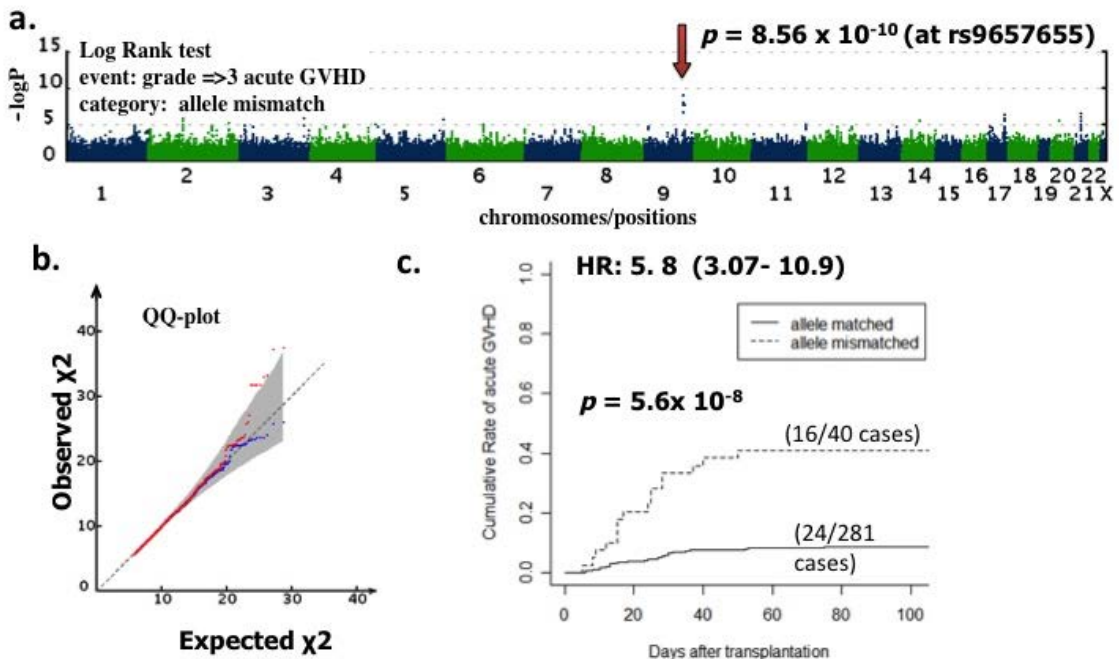 a.
p = 8.56 x 10⁻¹⁰ (at rs9657655)
Log Rank test
event: grade =>3 acute GVHD
category: allele mismatch
-logP
15
10
5
0
1 2 3 4 5 6 7 8 9 10 11 12 13 14 15 16 17 18 19 20 21 22 X
chromosomes/positions
b.
QQ-plot
Observed χ2
40
30
20
10
0
10 20 30 40
Expected χ2
c.
HR: 5. 8 (3.07- 10.9)
allele matched
allele mismatched
p = 5.6x 10⁻⁸
(16/40 cases)
(24/281
cases)
Cumulative Rate of acute GVHD
1.0
0.8
0.6
0.4
0.2
0.0
0 20 40 60 80 100
Days after transplantation